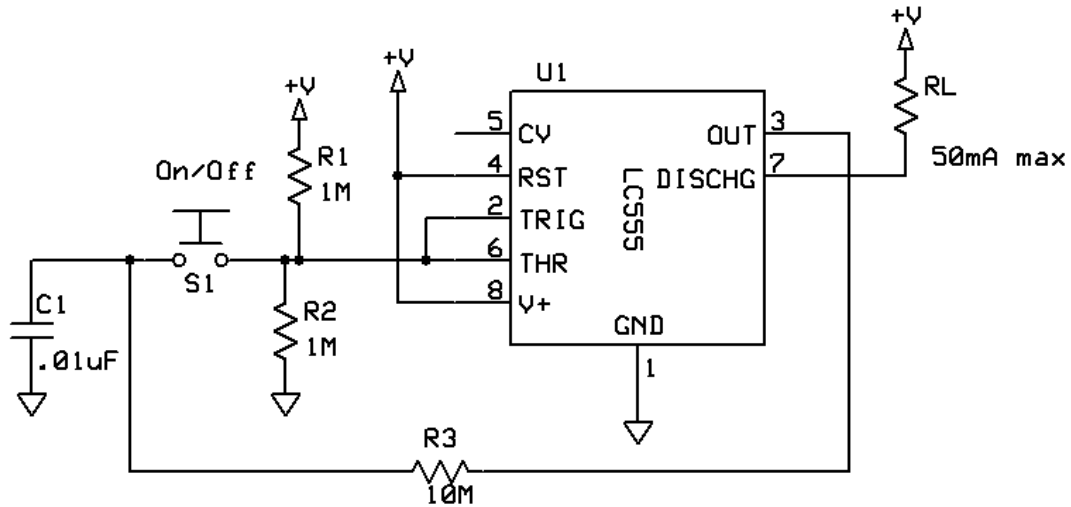 +V
+V
+V
U1
RL
5
CV
OUT
3
R1
1M
4
RST
DISCHG
7
50mA max
On/Off
LC555
2
TRIG
6
THR
S1
8
V+
C1
.01uF
R2
1M
GND
1
R3
10M